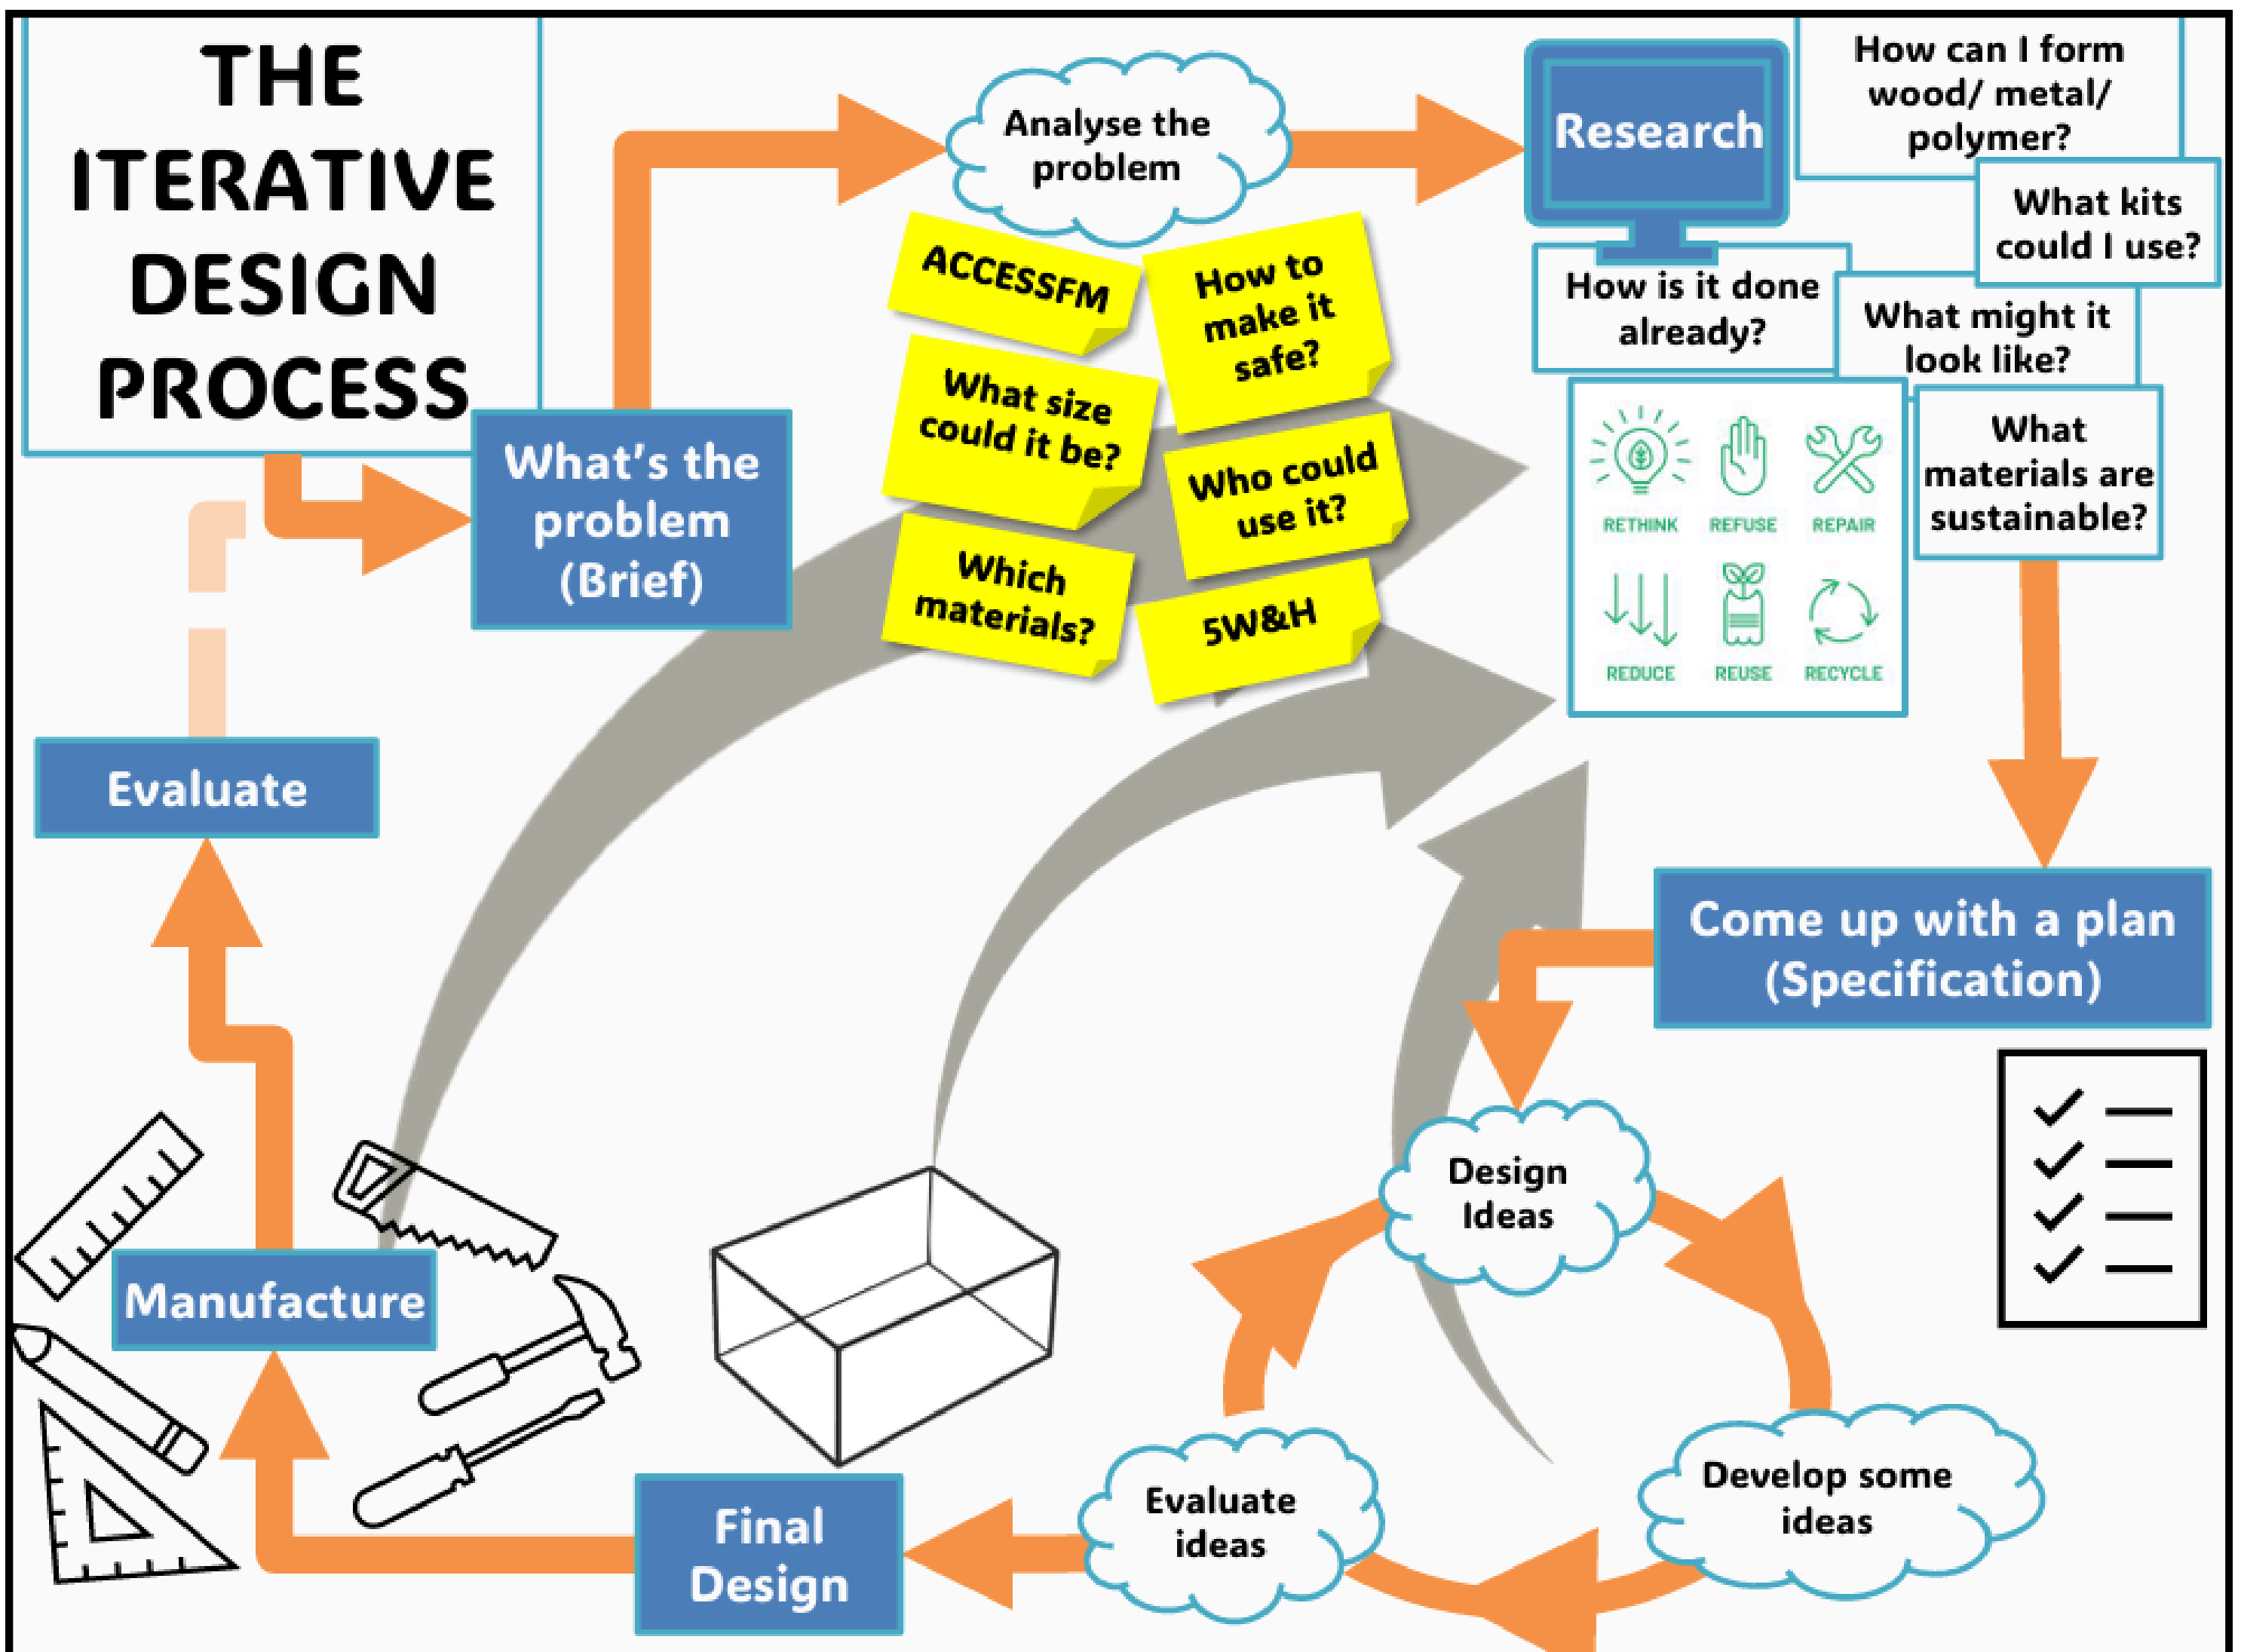 THE
ITERATIVE
DESIGN
PROCESS
What's the
problem
(Brief)
Analyse the
problem
ACCESSFM
How to
make it
safe?
What size
could it be?
Who could
use it?
Which
materials?
5W&H
Research
How can I form
wood/ metal/
polymer?
What kits
could I use?
How is it done
already?
What might it
look like?
What
materials are
sustainable?
RETHINK REFUSE REPAIR
REDUCE REUSE RECYCLE
Come up with a plan
(Specification)
Design
Ideas
Develop some
ideas
Evaluate
ideas
Final
Design
Manufacture
Evaluate